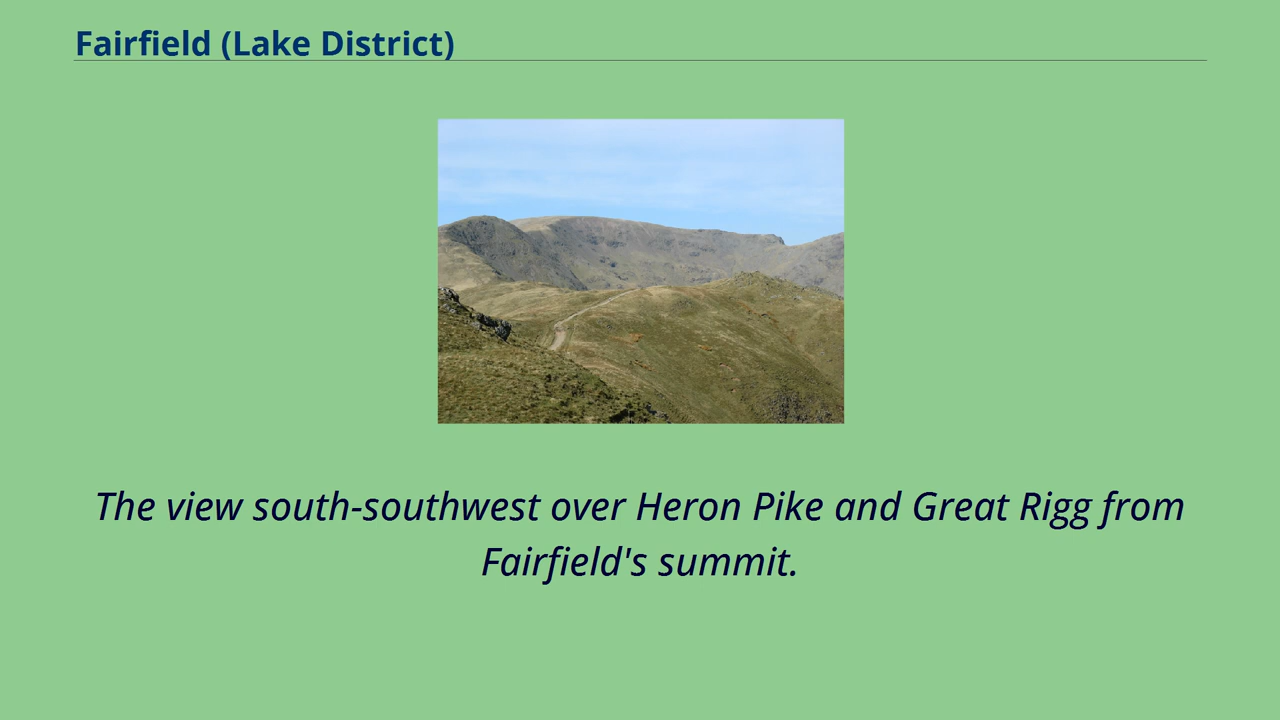 Fairfield (Lake District)
The view south-southwest over Heron Pike and Great Rigg from
Fairfield's summit.